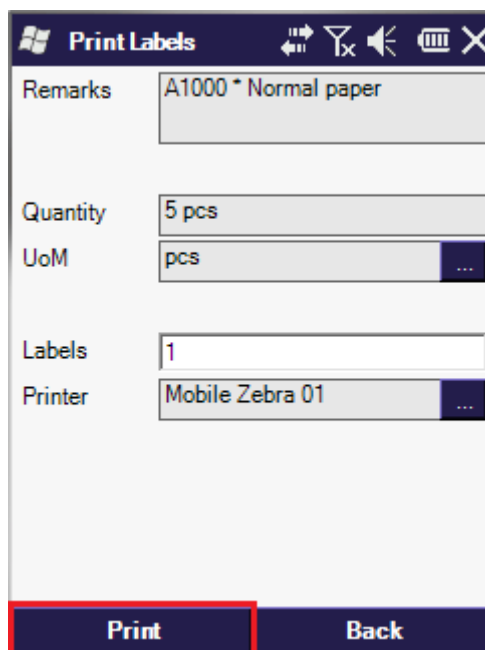 Print Labels
Remarks A1000 * Normal paper
Quantity 5 pcs
UoM pcs ...
Labels 1
Printer Mobile Zebra 01 ...
Print Back